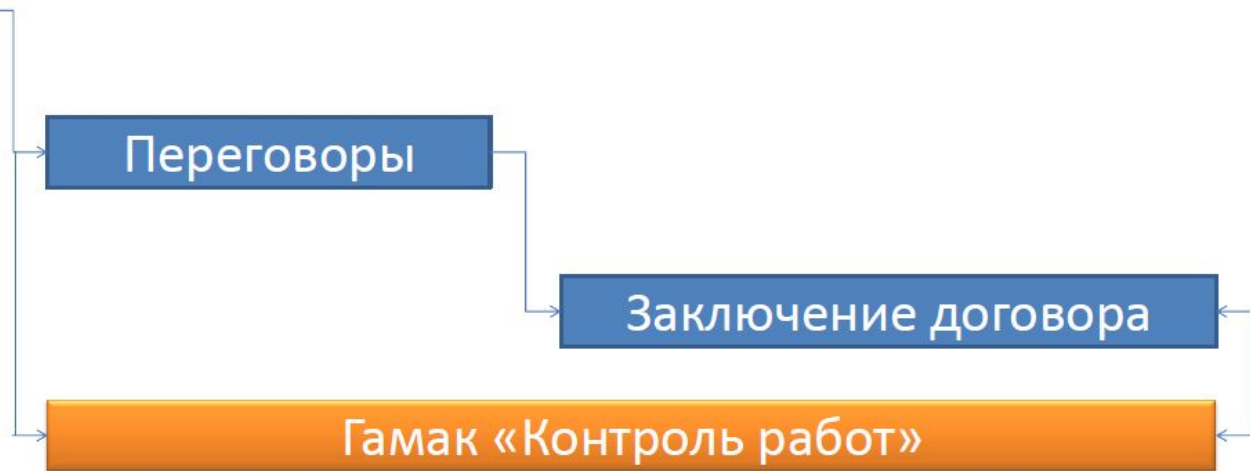 Переговоры
Заключение договора
Гамак «Контроль работ»